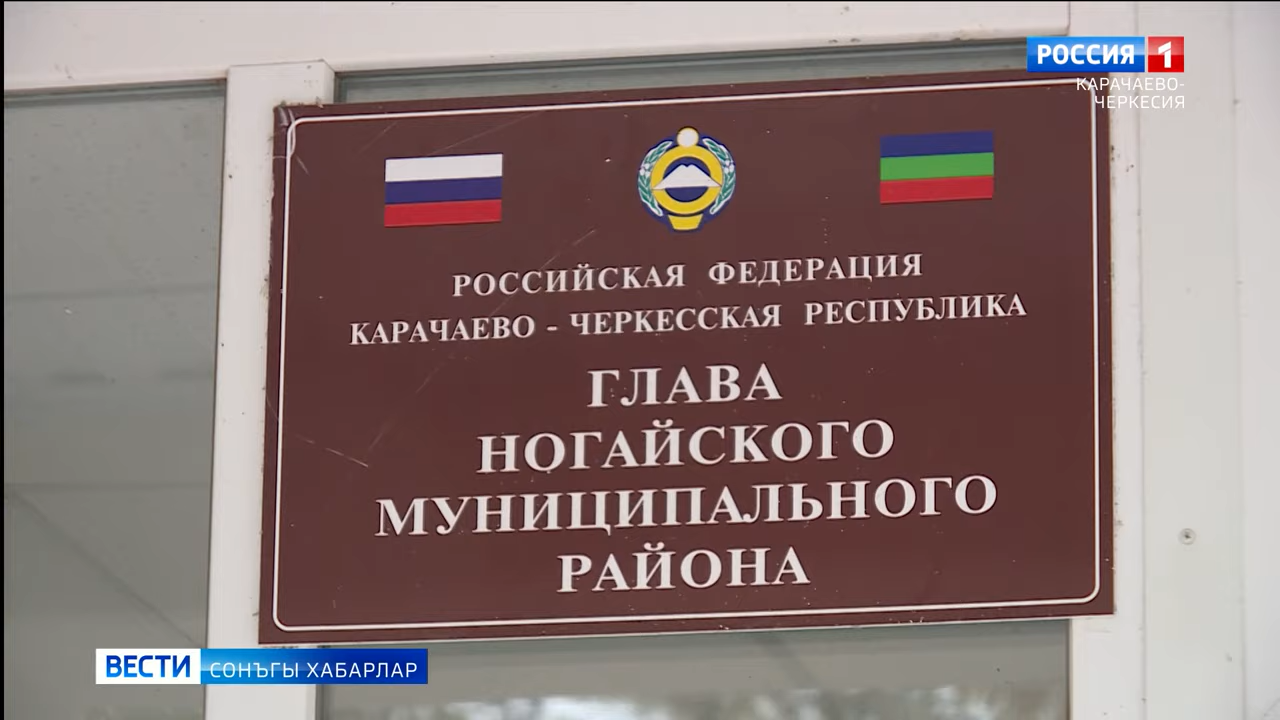 РОССИЯ 1
КАРАЧАЕВО-
ЧЕРКЕСИЯ
РОССИЙСКАЯ ФЕДЕРАЦИЯ
КАРАЧАЕВО - ЧЕРКЕССКАЯ РЕСПУБЛИКА
ГЛАВА
НОГАЙСКОГО
МУНИЦИПАЛЬНОГО
РАЙОНА
ВЕСТИ СОНЪГЫ ХАБАРЛАР